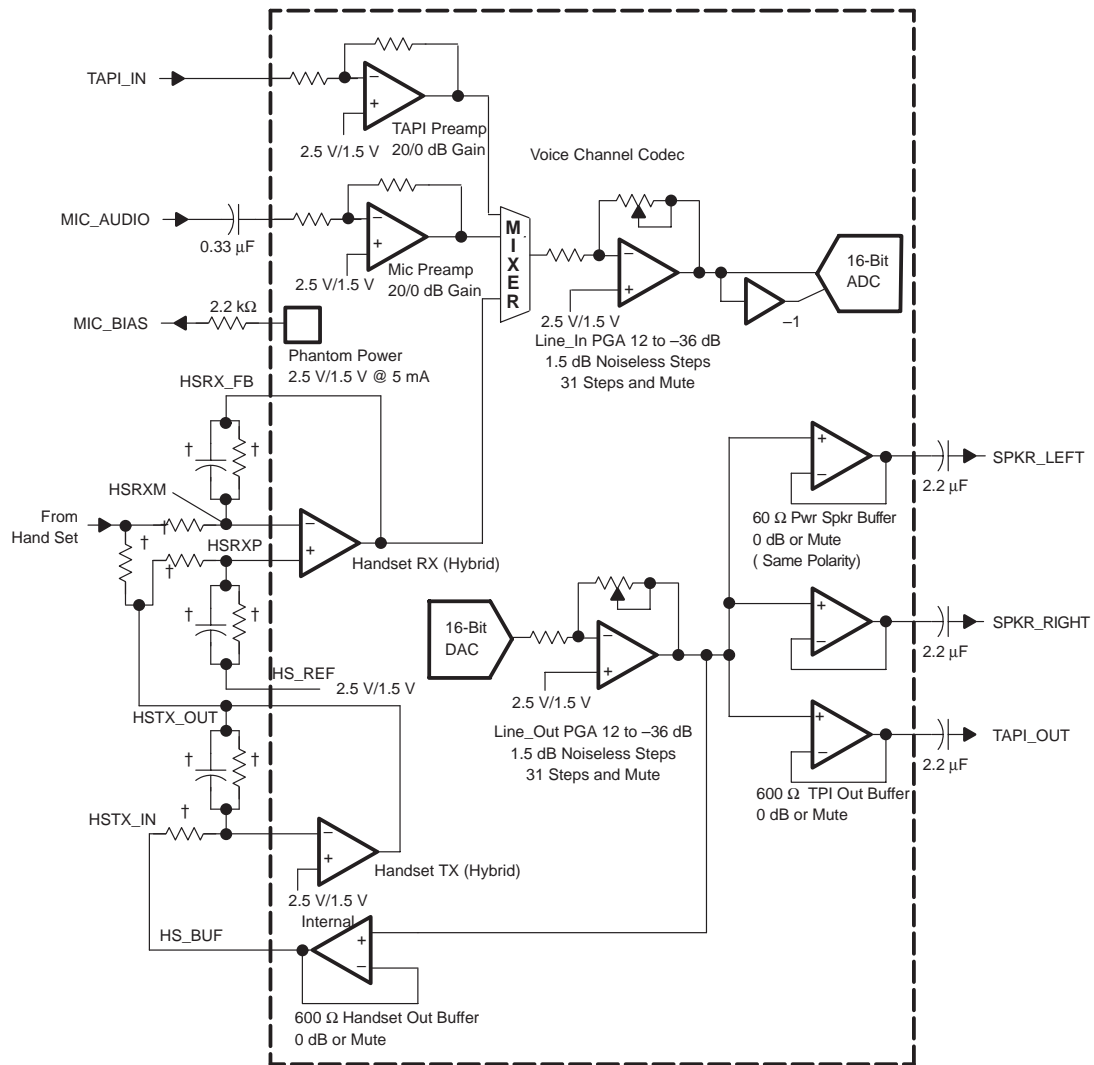 TAPI_IN
TAPI Preamp
20/0 dB Gain
2.5 V/1.5 V
Voice Channel Codec
MIC_AUDIO
0.33 μF
2.5 V/1.5 V
Mic Preamp
20/0 dB Gain
MIXER
16-Bit
ADC
–1
2.5 V/1.5 V
Line_In PGA 12 to –36 dB
1.5 dB Noiseless Steps
31 Steps and Mute
2.2 kΩ
MIC_BIAS
Phantom Power
2.5 V/1.5 V @ 5 mA
HSRX_FB
†
†
HSRXM
From
Hand Set
†
†
HSRXP
†
Handset RX (Hybrid)
†
†
HS_REF
2.5 V/1.5 V
SPKR_LEFT
2.2 μF
60 Ω Pwr Spkr Buffer
0 dB or Mute
( Same Polarity)
16-Bit
DAC
2.5 V/1.5 V
Line_Out PGA 12 to –36 dB
1.5 dB Noiseless Steps
31 Steps and Mute
SPKR_RIGHT
2.2 μF
TAPI_OUT
2.2 μF
600 Ω TPI Out Buffer
0 dB or Mute
HSTX_OUT
†
†
HSTX_IN
†
Handset TX (Hybrid)
2.5 V/1.5 V
Internal
HS_BUF
600 Ω Handset Out Buffer
0 dB or Mute